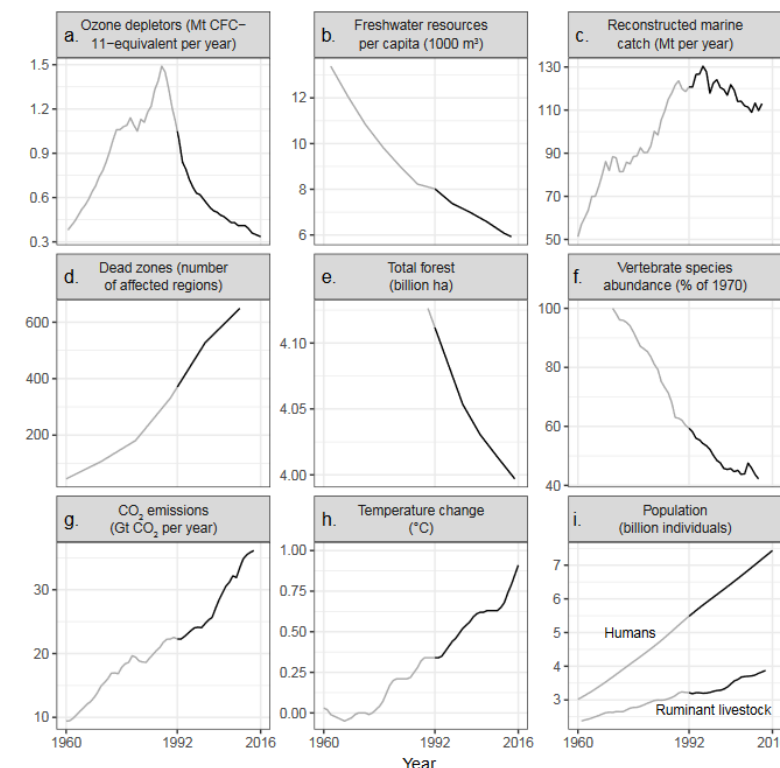 a.
Ozone depletors (Mt CFC−
11−equivalent per year)
1.5
1.2
0.9
0.6
0.3
b.
Freshwater resources
per capita (1000 m³)
12
10
8
6
c.
Reconstructed marine
catch (Mt per year)
130
110
90
70
50
d.
Dead zones (number
of affected regions)
600
400
200
e.
Total forest
(billion ha)
4.10
4.05
4.00
f.
Vertebrate species
abundance (% of 1970)
100
80
60
40
g.
CO₂ emissions
(Gt CO₂ per year)
30
20
10
1960 1992 2016
h.
Temperature change
(°C)
1.00
0.75
0.50
0.25
0.00
1960 1992 2016
i.
Population
(billion individuals)
7
6
5
4
3
Humans
Ruminant livestock
1960 1992 201
Year